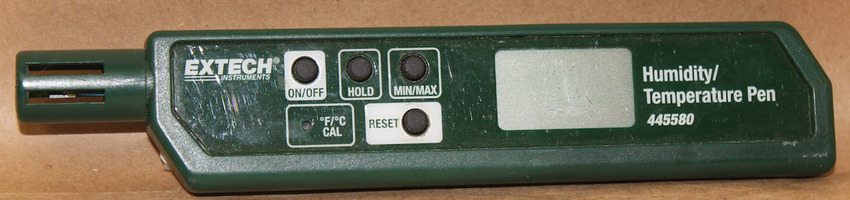 EXTECH®
INSTRUMENTS
ON/OFF
HOLD
MIN/MAX
°F/°C
CAL
RESET
Humidity/
Temperature Pen
445580